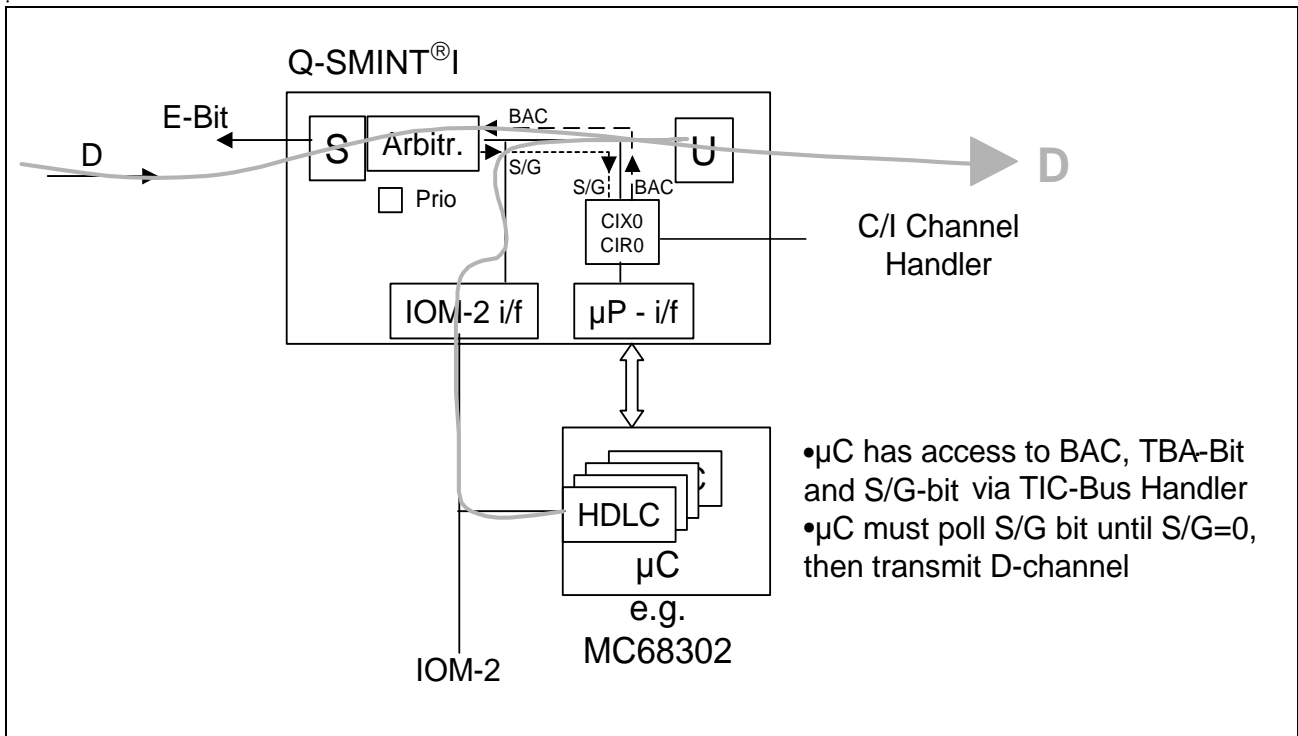 Q-SMINT®I
E-Bit
D
S
Arbitr.
BAC
S/G
U
D
Prio
S/G
BAC
CIX0
CIR0
C/I Channel
Handler
IOM-2 i/f
µP - i/f
C
HDLC
µC
e.g.
MC68302
IOM-2
•µC has access to BAC, TBA-Bit
and S/G-bit via TIC-Bus Handler
•µC must poll S/G bit until S/G=0,
then transmit D-channel